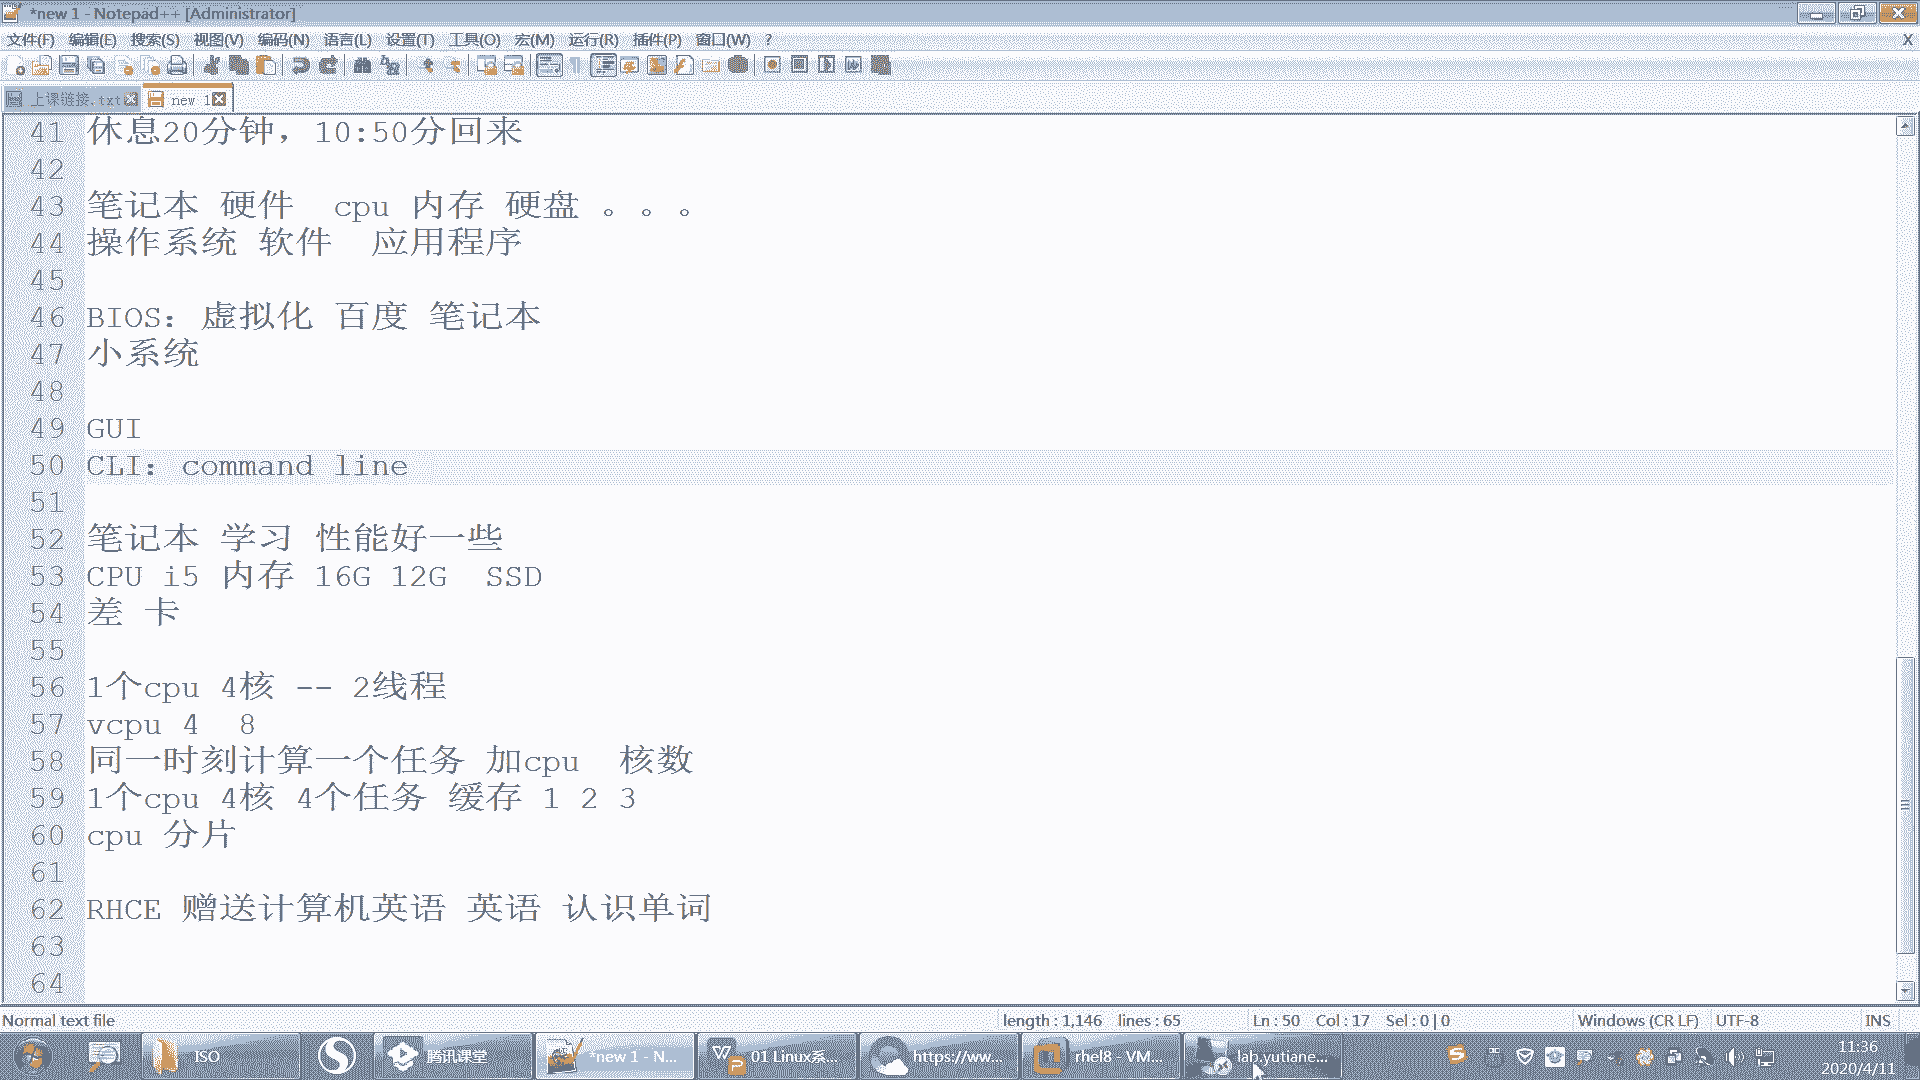 *new 1 - Notepad++ [Administrator]
文件(F) 编辑(E) 搜索(S) 视图(V) 编码(N) 语言(L) 设置(T) 工具(O) 宏(M) 运行(R) 插件(P) 窗口(W) ? X
上课链接.txt new 1
41 休息20分钟，10:50分回来
42
43 笔记本 硬件 cpu 内存 硬盘 。。。
44 操作系统 软件 应用程序
45
46 BIOS：虚拟化 百度 笔记本
47 小系统
48
49 GUI
50 CLI：command line
51
52 笔记本 学习 性能好一些
53 CPU i5 内存 16G 12G SSD
54 差 卡
55
56 1个cpu 4核 -- 2线程
57 vcpu 4 8
58 同一时刻计算一个任务 加cpu 核数
59 1个cpu 4核 4个任务 缓存 1 2 3
60 cpu 分片
61
62 RHCE 赠送计算机英语 英语 认识单词
63
64
Normal text file length : 1,146 lines : 65 Ln : 50 Col : 17 Sel : 0 | 0 Windows (CR LF) UTF-8 INS
ISO 腾讯课堂 *new 1 - N... 01 Linux系... https://ww... rhel8 - VM... lab.yutiane... 11:36
2020/4/11